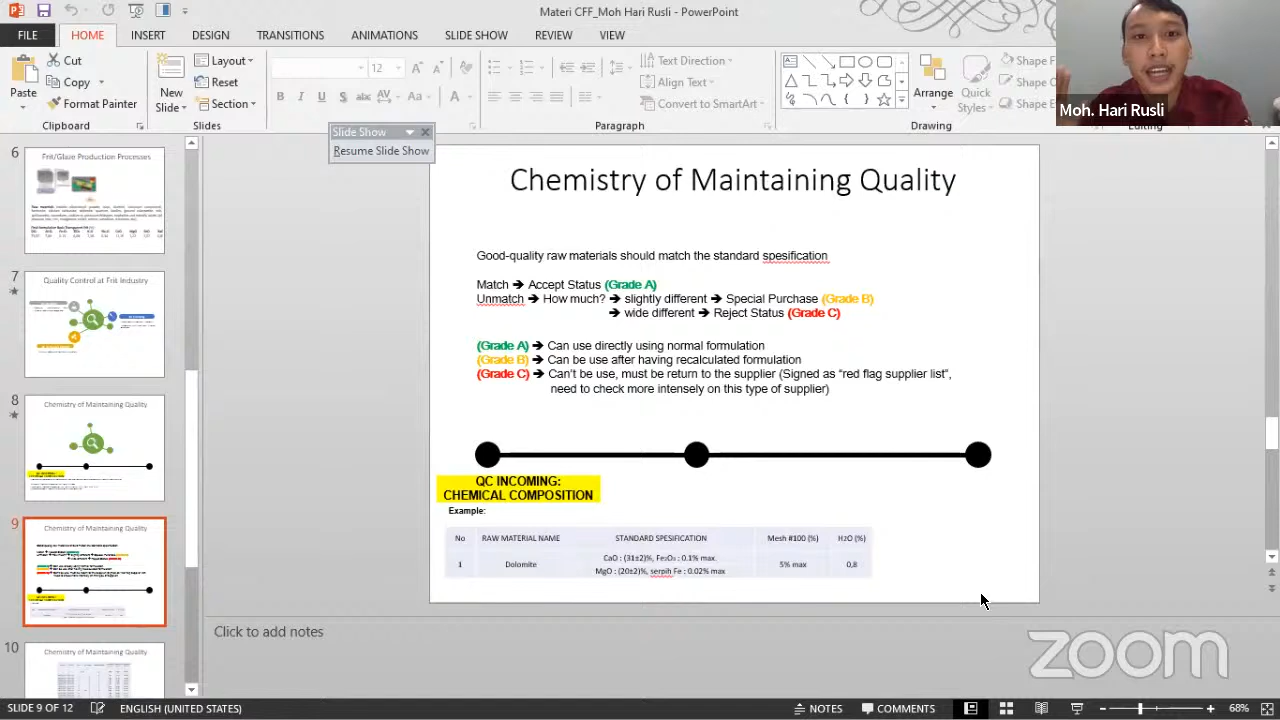 Materi CFF_Moh Hari Rusli - PowerPoint
FILE HOME INSERT DESIGN TRANSITIONS ANIMATIONS SLIDE SHOW REVIEW VIEW
Paste
Cut
Copy
Format Painter
Clipboard
New
Slide
Layout
Reset
Section
Slides
12
Paragraph
Text Direction
Align Text
Convert to SmartArt
Arrange
Quick
Styles
Drawing
Shape
Editing
Moh. Hari Rusli
Slide Show
Resume Slide Show
6
Frit/Glaze Production Processes
7
Quality Control at Frit Industry
8
Chemistry of Maintaining Quality
9
Chemistry of Maintaining Quality
10
Chemistry of Maintaining Quality
Chemistry of Maintaining Quality
Good-quality raw materials should match the standard spesification
Match ➔ Accept Status (Grade A)
Unmatch ➔ How much? ➔ slightly different ➔ Special Purchase (Grade B)
➔ wide different ➔ Reject Status (Grade C)
(Grade A) ➔ Can use directly using normal formulation
(Grade B) ➔ Can be use after having recalculated formulation
(Grade C) ➔ Can't be use, must be return to the supplier (Signed as "red flag supplier list",
need to check more intensely on this type of supplier)
QC INCOMING:
CHEMICAL COMPOSITION
Example:
No RAW MATERIAL NAME STANDARD SPESIFICATION Mesh #100 (%) H2O (%)
CaO : (31±2)%, Fe₂O₃ : 0.1% max.
Dolomite 5% max 0,8
MgO : (20±2)%, serpih Fe : 0.02% max
Click to add notes
zoom
SLIDE 9 OF 12 ENGLISH (UNITED STATES) NOTES COMMENTS 68%